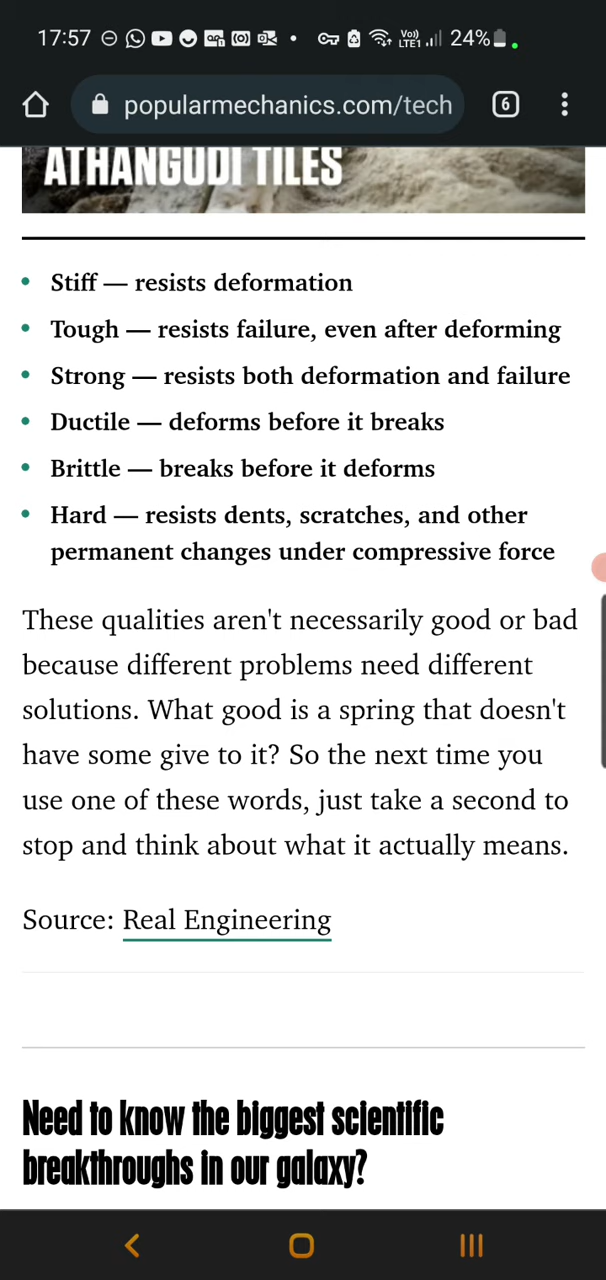 17:57
Vo))
LTE1
24%
popularmechanics.com/tech
6
ATHANGUDI TILES
• Stiff — resists deformation
• Tough — resists failure, even after deforming
• Strong — resists both deformation and failure
• Ductile — deforms before it breaks
• Brittle — breaks before it deforms
• Hard — resists dents, scratches, and other
permanent changes under compressive force
These qualities aren't necessarily good or bad
because different problems need different
solutions. What good is a spring that doesn't
have some give to it? So the next time you
use one of these words, just take a second to
stop and think about what it actually means.
Source: Real Engineering
Need to know the biggest scientific
breakthroughs in our galaxy?